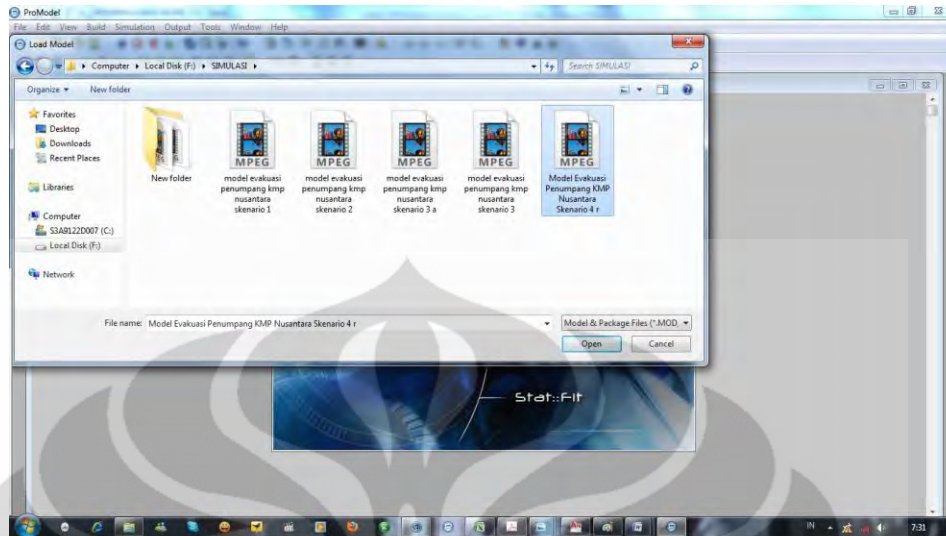 ProModel
File Edit View Build Simulation Output Tools Window Help
Load Model
Computer ▸ Local Disk (F:) ▸ SIMULASI ▸
Search SIMULASI
Organize New folder
Favorites
Desktop
Downloads
Recent Places
Libraries
Computer
S3A9122D007 (C:)
Local Disk (F:)
Network
New folder
MPEG
model evakuasi
penumpang kmp
nusantara
skenario 1
MPEG
model evakuasi
penumpang kmp
nusantara
skenario 2
MPEG
model evakuasi
penumpang kmp
nusantara
skenario 3 a
MPEG
model evakuasi
penumpang kmp
nusantara
skenario 3
MPEG
Model Evakuasi
Penumpang KMP
Nusantara
Skenario 4 r
File name: Model Evakuasi Penumpang KMP Nusantara Skenario 4 r
Model & Package Files (*.MOD,
Open Cancel
Stat::Fit
IN 7:31